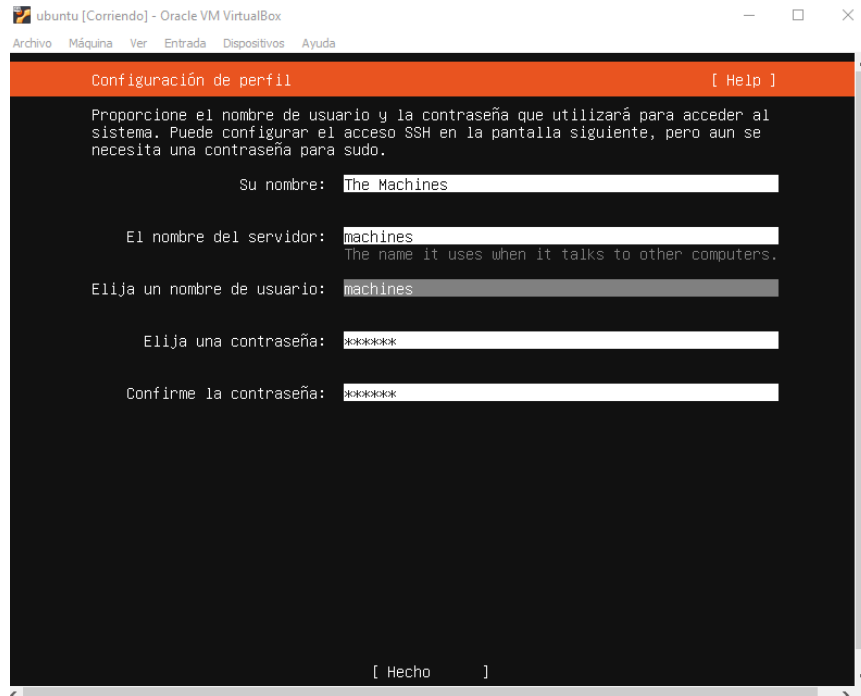 ubuntu [Corriendo] - Oracle VM VirtualBox
Archivo Máquina Ver Entrada Dispositivos Ayuda
Configuración de perfil [ Help ]
Proporcione el nombre de usuario y la contraseña que utilizará para acceder al
sistema. Puede configurar el acceso SSH en la pantalla siguiente, pero aun se
necesita una contraseña para sudo.
Su nombre: The Machines
El nombre del servidor: machines
The name it uses when it talks to other computers.
Elija un nombre de usuario: machines
Elija una contraseña: ******
Confirme la contraseña: ******
[ Hecho ]